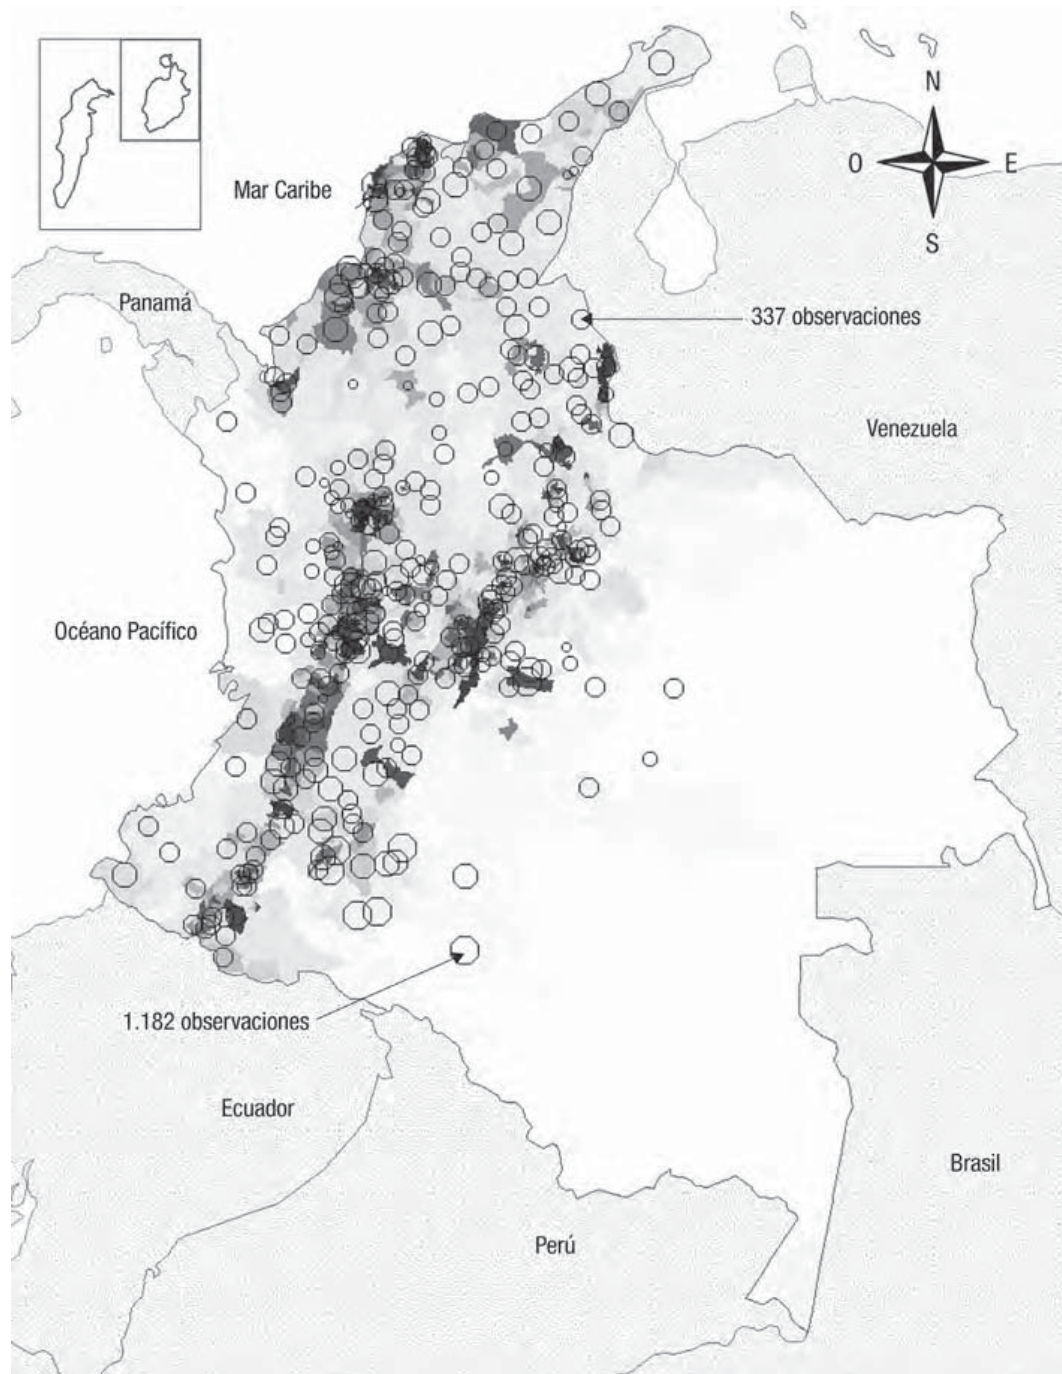 N
O
E
S
Mar Caribe
Panamá
337 observaciones
Venezuela
Océano Pacífico
1.182 observaciones
Ecuador
Brasil
Perú